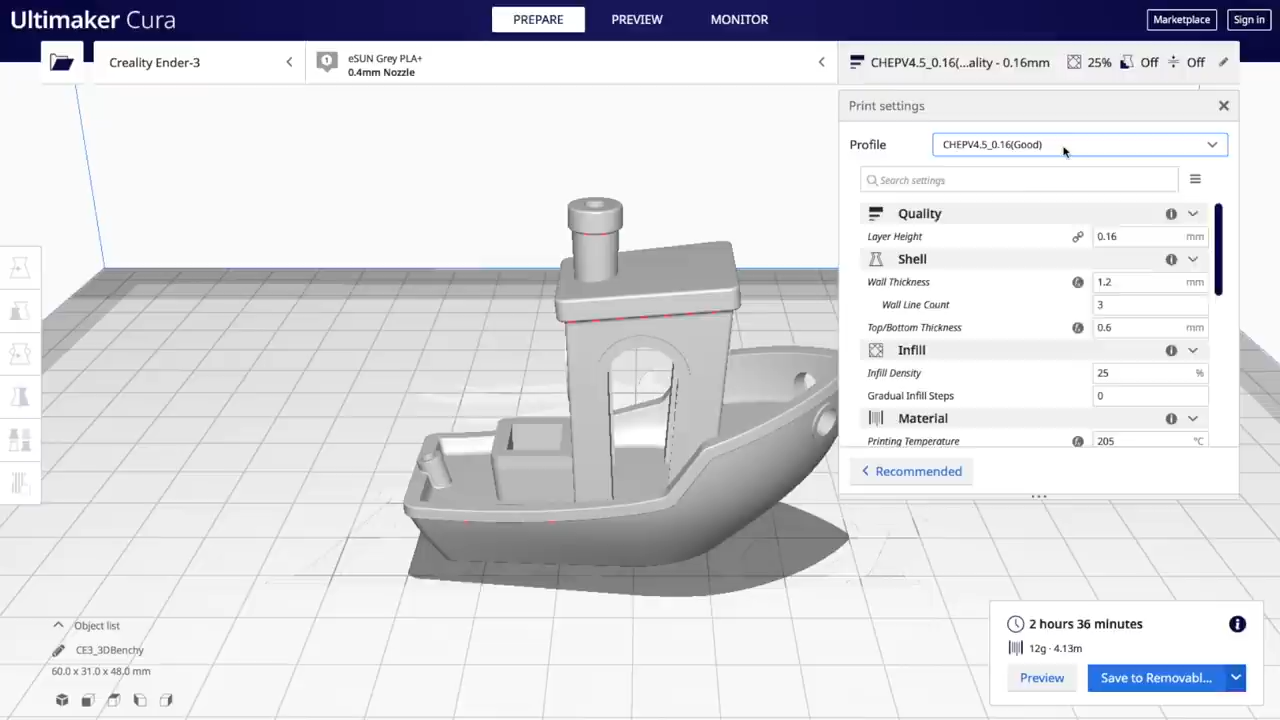 Ultimaker Cura
PREPARE
PREVIEW
MONITOR
Marketplace
Sign in
Creality Ender-3
1
eSUN Grey PLA+
0.4mm Nozzle
CHEPV4.5_0.16(...ality - 0.16mm
25%
Off
Off
Print settings
Profile
CHEPV4.5_0.16(Good)
Search settings
Quality
Layer Height
0.16 mm
Shell
Wall Thickness
1.2 mm
Wall Line Count
3
Top/Bottom Thickness
0.6 mm
Infill
Infill Density
25 %
Gradual Infill Steps
0
Material
Printing Temperature
205 °C
Recommended
Object list
CE3_3DBenchy
60.0 x 31.0 x 48.0 mm
2 hours 36 minutes
12g · 4.13m
Preview
Save to Removabl...